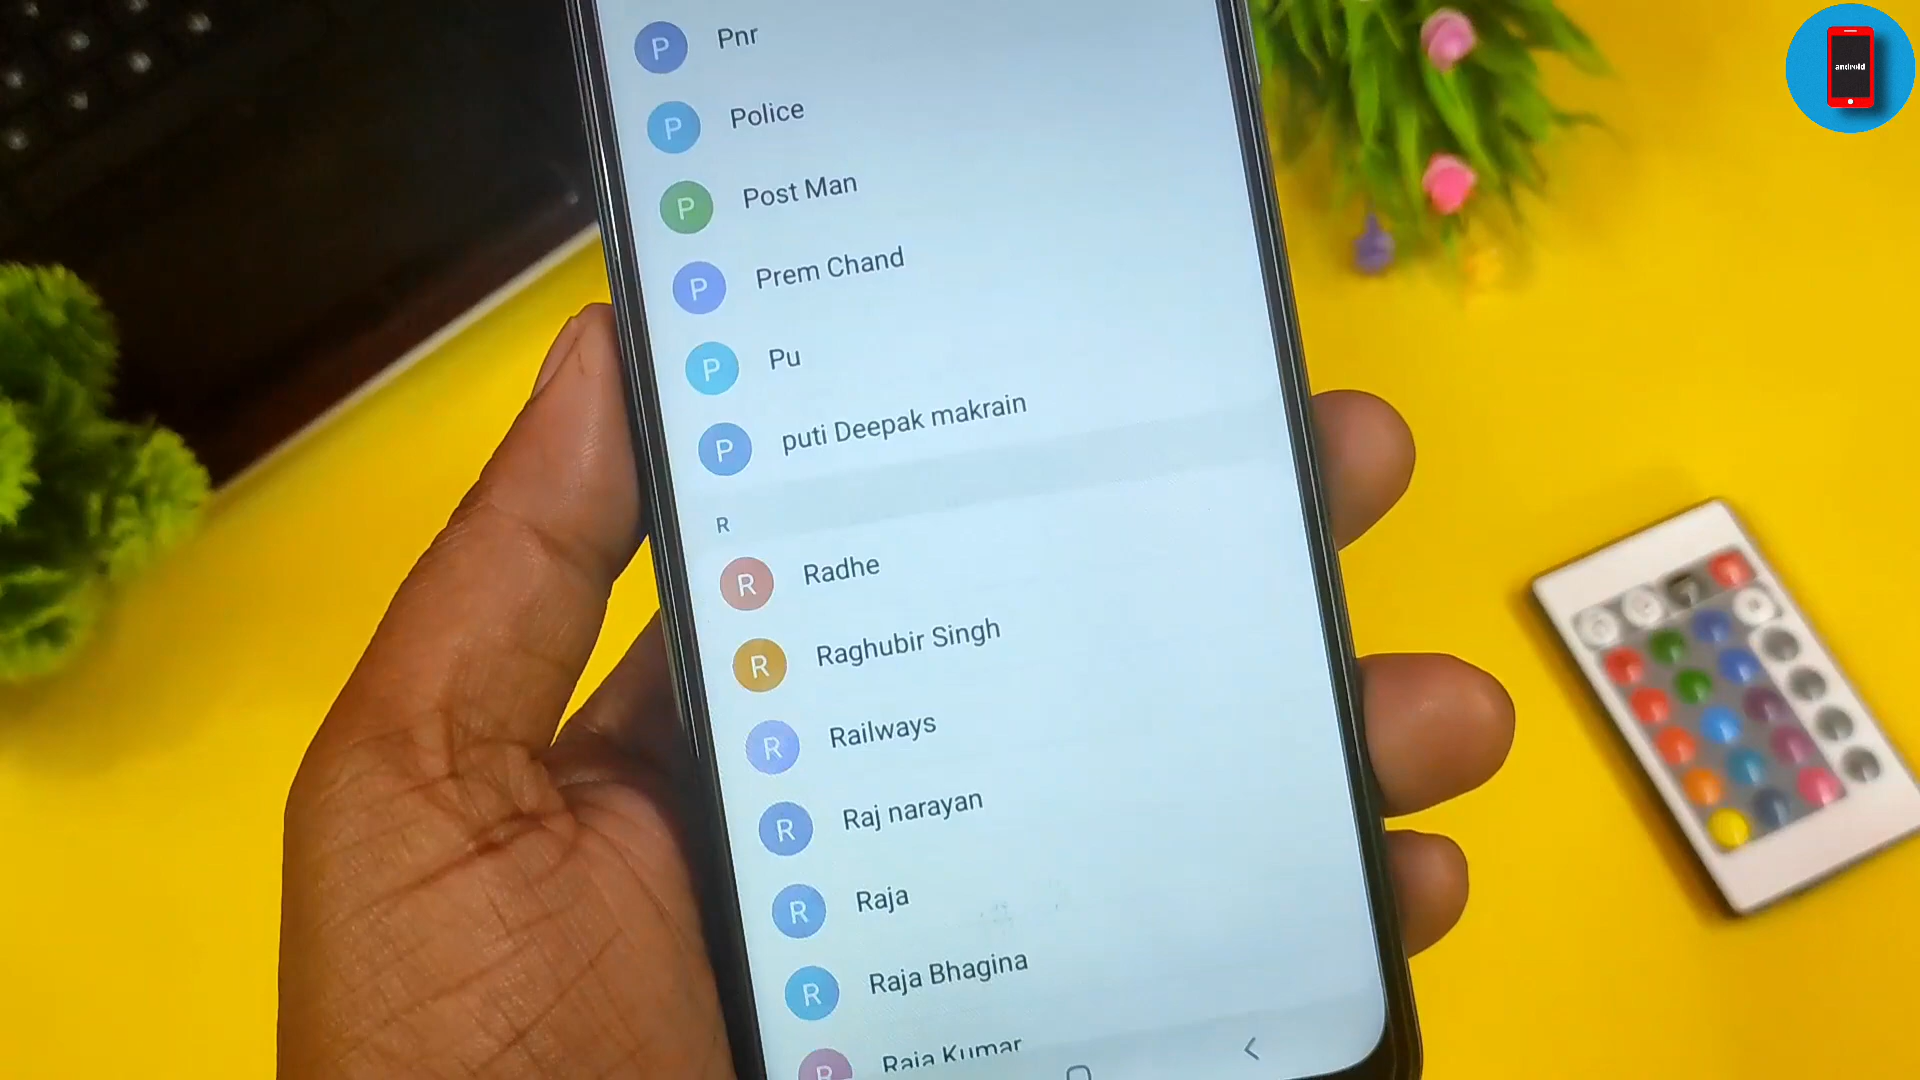 android
P Pnr
P Police
P Post Man
P Prem Chand
P Pu
P puti Deepak makrain
R
R Radhe
R Raghubir Singh
R Railways
R Raj narayan
R Raja
R Raja Bhagina
R Raja Kumar